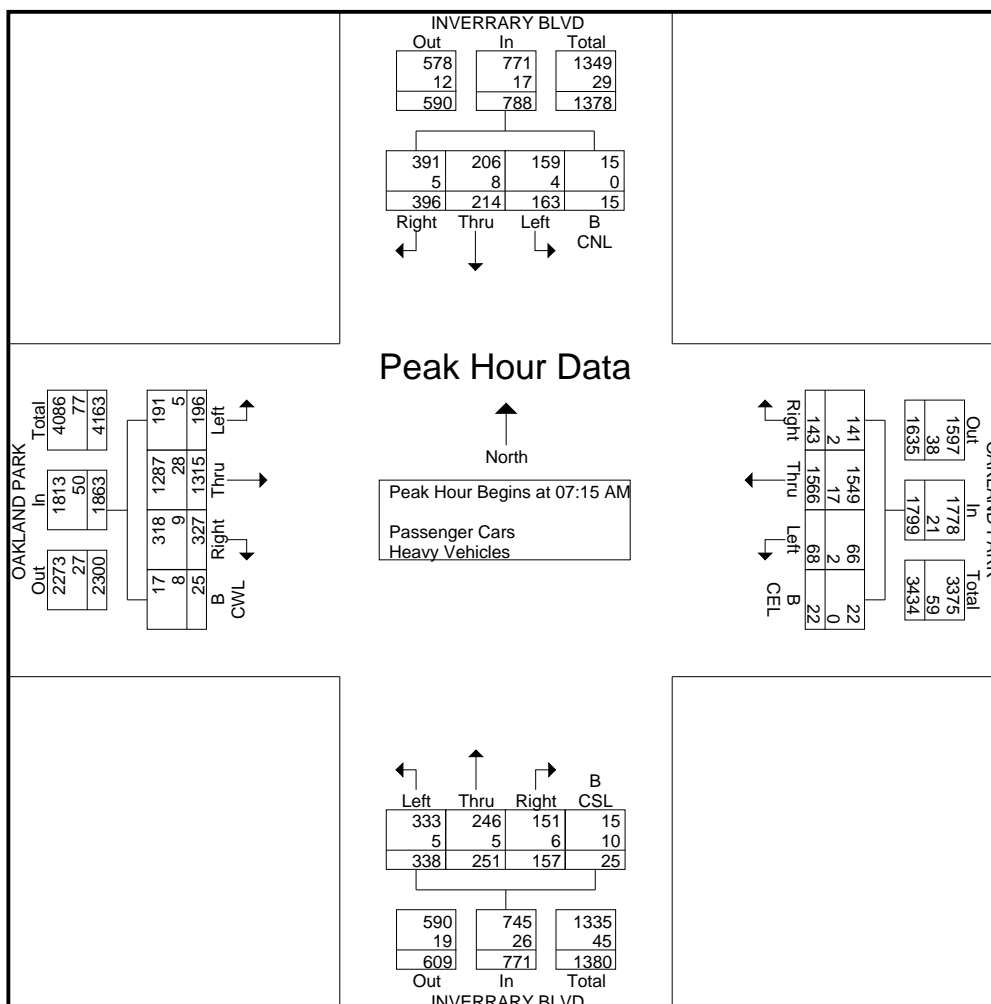 INVERRARY BLVD
Out In Total
578 771 1349
12 17 29
590 788 1378
391 206 159 15
5 8 4 0
396 214 163 15
Right Thru Left B
CNL
Peak Hour Data
North
Peak Hour Begins at 07:15 AM
Passenger Cars
Heavy Vehicles
OAKLAND PARK
Out In Total
2273 1813 4086
27 50 77
2300 1863 4163
17 318 1287 191
8 9 28 5
25 327 1315 196
B Right Thru Left
CWL
OAKLAND PARK
Out In Total
1597 1778 3375
38 21 59
1635 1799 3434
141 1549 66 22
2 17 2 0
143 1566 68 22
Right Thru Left B
CEL
B
Left Thru Right CSL
333 246 151 15
5 5 6 10
338 251 157 25
590 745 1335
19 26 45
609 771 1380
Out In Total
INVERRARY BLVD